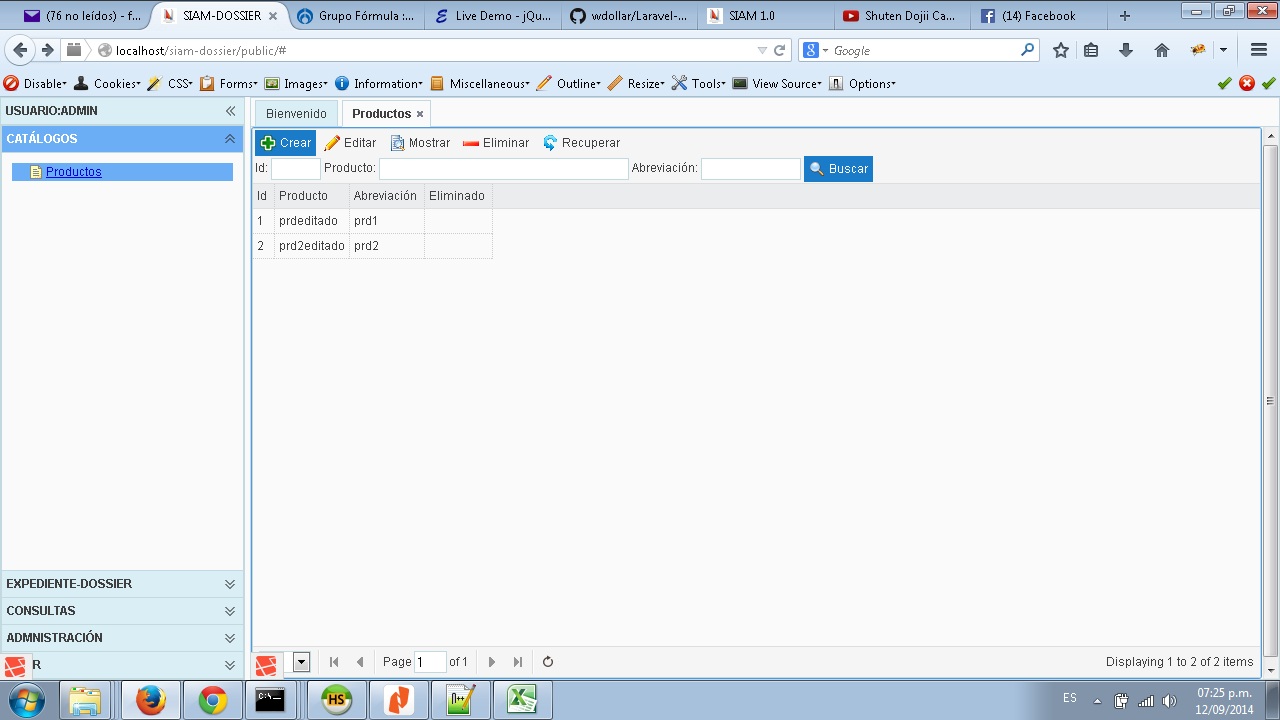 (76 no leídos) - f...
SIAM-DOSSIER
Grupo Fórmula :...
Live Demo - jQu...
wdollar/Laravel-...
SIAM 1.0
Shuten Dojii Ca...
(14) Facebook
localhost/siam-dossier/public/#
Google
Disable
Cookies
CSS
Forms
Images
Information
Miscellaneous
Outline
Resize
Tools
View Source
Options
USUARIO:ADMIN
CATÁLOGOS
Productos
EXPEDIENTE-DOSSIER
CONSULTAS
ADMNISTRACIÓN
R
Bienvenido
Productos
Crear
Editar
Mostrar
Eliminar
Recuperar
Id:
Producto:
Abreviación:
Buscar
Id Producto Abreviación Eliminado
1 prdeditado prd1
2 prd2editado prd2
Page 1 of 1
Displaying 1 to 2 of 2 items
C:\
HS
n++
ES
07:25 p.m.
12/09/2014